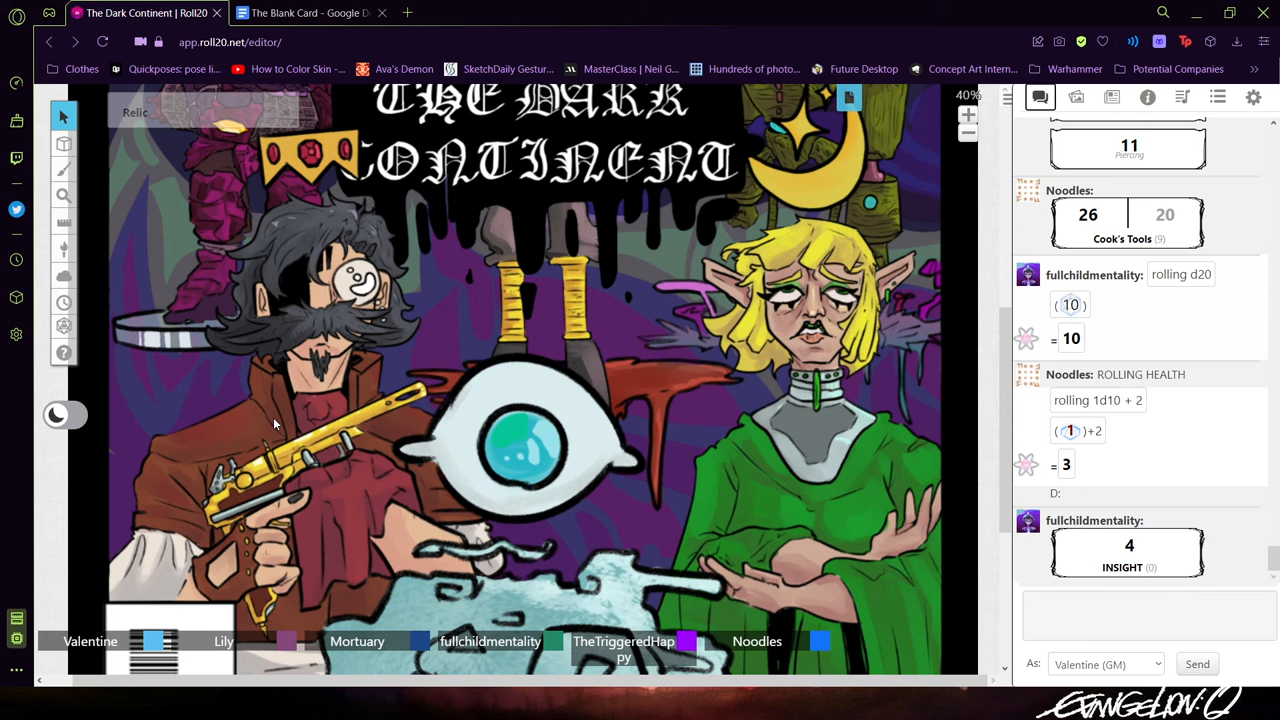 The Dark Continent | Roll20
The Blank Card - Google D
app.roll20.net/editor/
Clothes
Quickposes: pose li...
How to Color Skin -...
Ava's Demon
SketchDaily Gestur...
MasterClass | Neil G...
Hundreds of photo...
Future Desktop
Concept Art Intern...
Warhammer
Potential Companies
Relic
THE DARK
CONTINENT
40%
11
Piercing
Noodles:
26 20
Cook's Tools (9)
fullchildmentality: rolling d20
(10)
= 10
Noodles: ROLLING HEALTH
rolling 1d10 + 2
(1)+2
= 3
D:
fullchildmentality:
4
INSIGHT (0)
Valentine
Lily
Mortuary
fullchildmentality
TheTriggeredHap
py
Noodles
As:
Valentine (GM)
Send